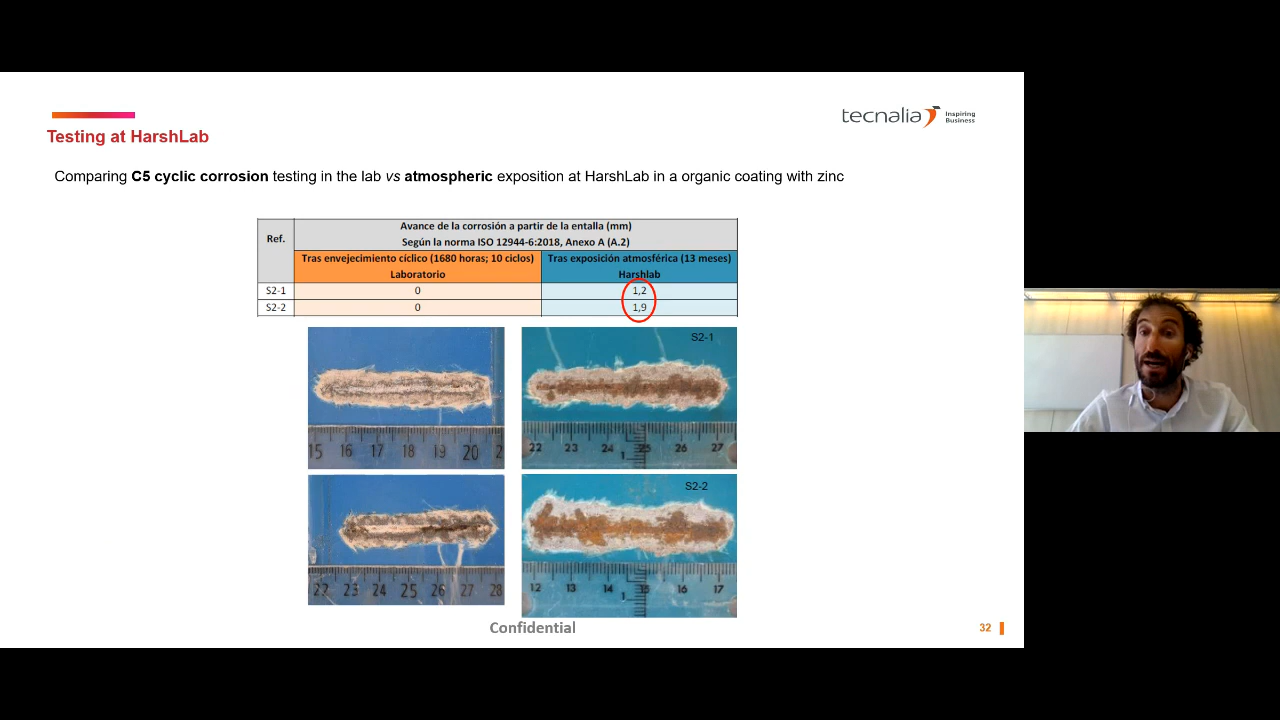 tecnalia Inspiring Business
Testing at HarshLab
Comparing C5 cyclic corrosion testing in the lab vs atmospheric exposition at HarshLab in a organic coating with zinc
Ref.
Avance de la corrosión a partir de la entalla (mm)
Según la norma ISO 12944-6:2018, Anexo A (A.2)
Tras envejecimiento cíclico (1680 horas; 10 ciclos)
Laboratorio
Tras exposición atmosférica (13 meses)
Harshlab
S2-1 0 1,2
S2-2 0 1,9
S2-1
15 16 17 18 19 20 2
22 23 24 25 26 27
1
S2-2
22 23 24 25 26 27 28
12 13 14 15 16 17
1
Confidential
32